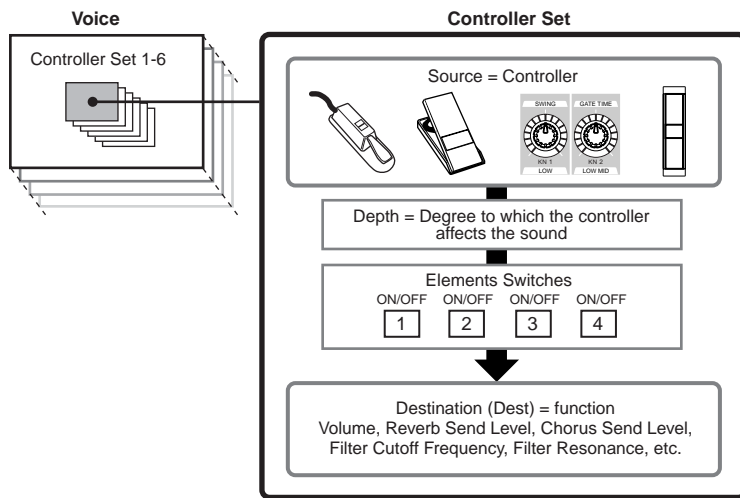 Voice
Controller Set
Controller Set 1-6
Source = Controller
SWING
GATE TIME
KN 1
KN 2
LOW
LOW MID
Depth = Degree to which the controller
affects the sound
Elements Switches
ON/OFF ON/OFF ON/OFF ON/OFF
1 2 3 4
Destination (Dest) = function
Volume, Reverb Send Level, Chorus Send Level,
Filter Cutoff Frequency, Filter Resonance, etc.